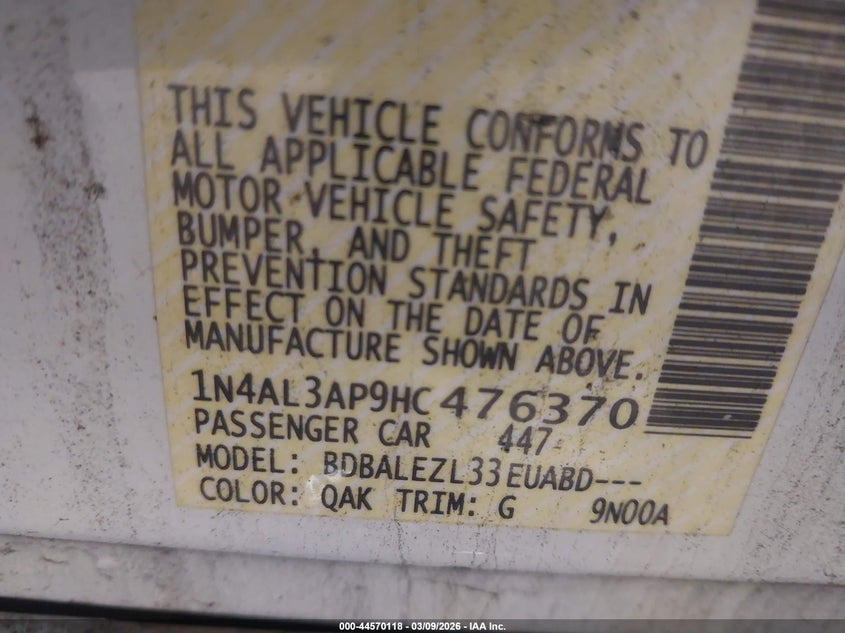 THIS VEHICLE CONFORMS TO
ALL APPLICABLE FEDERAL
MOTOR VEHICLE SAFETY,
BUMPER, AND THEFT
PREVENTION STANDARDS IN
EFFECT ON THE DATE OF
MANUFACTURE SHOWN ABOVE.
1N4AL3AP9HC476370
PASSENGER CAR 447
MODEL: BDBALEZL33EUABD---
COLOR: QAK TRIM: G 9N00A
000-44570118 - 03/09/2026 - IAA Inc.